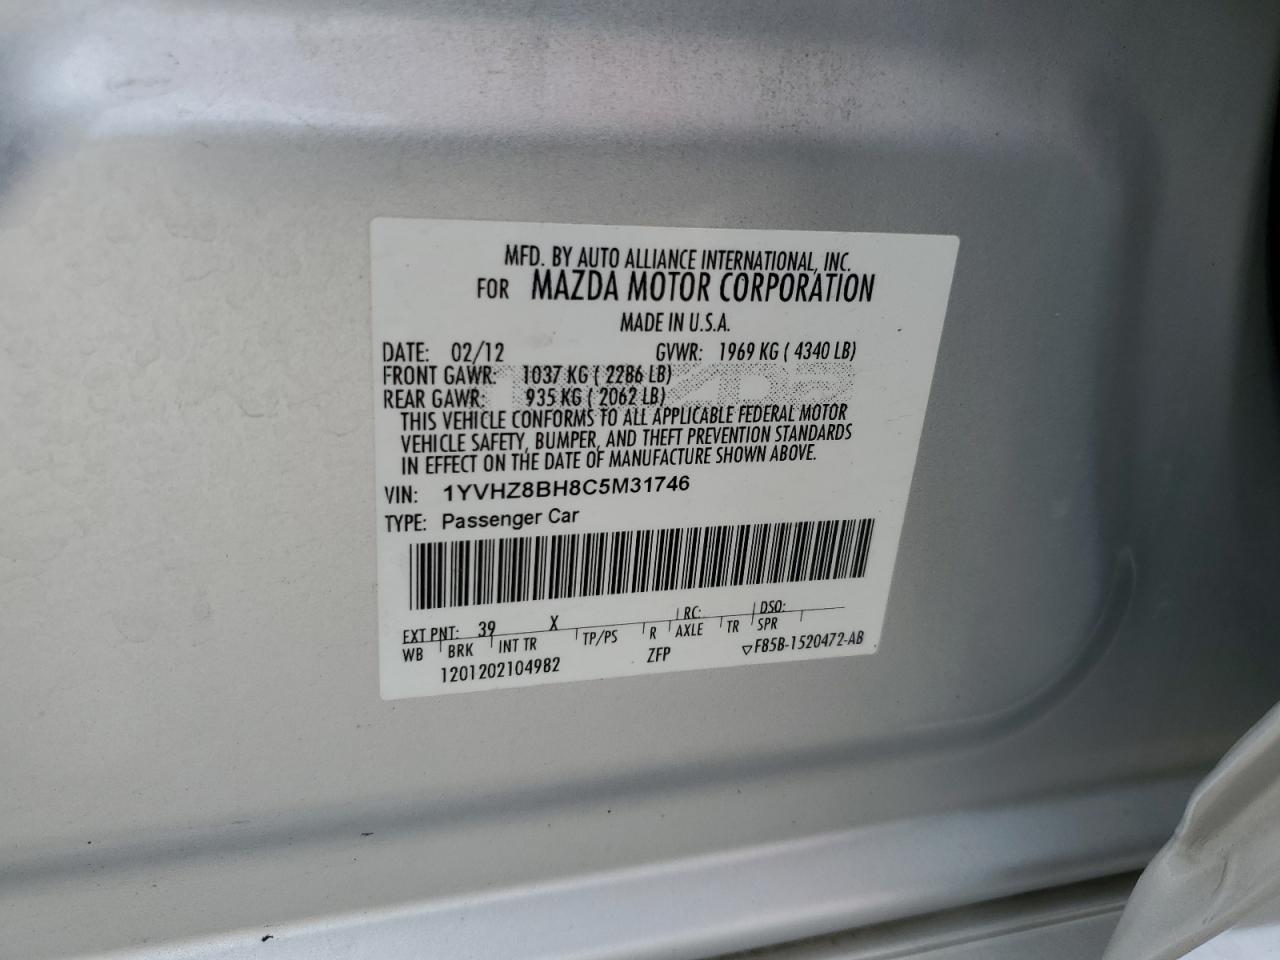 MFD. BY AUTO ALLIANCE INTERNATIONAL, INC.
FOR MAZDA MOTOR CORPORATION
MADE IN U.S.A.
DATE: 02/12 GVWR: 1969 KG ( 4340 LB)
FRONT GAWR: 1037 KG ( 2286 LB)
REAR GAWR: 935 KG ( 2062 LB)
THIS VEHICLE CONFORMS TO ALL APPLICABLE FEDERAL MOTOR
VEHICLE SAFETY, BUMPER, AND THEFT PREVENTION STANDARDS
IN EFFECT ON THE DATE OF MANUFACTURE SHOWN ABOVE.
VIN: 1YVHZ8BH8C5M31746
TYPE: Passenger Car
EXT PNT: 39 X RC: DSO:
WB BRK INT TR TP/PS R AXLE TR SPR
1201202104982 ZFP ▽F85B-1520472-AB